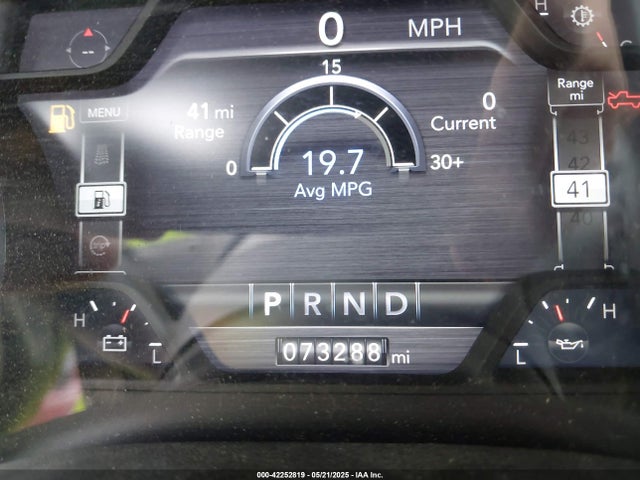 0 MPH
H
--
15
MENU
41 mi
Range
0
Current
Range
mi
43
42
41
40
0
30+
19.7
Avg MPG
P R N D
H
L
073288 mi
H
L
000-42252819 - 05/21/2025 - IAA Inc.